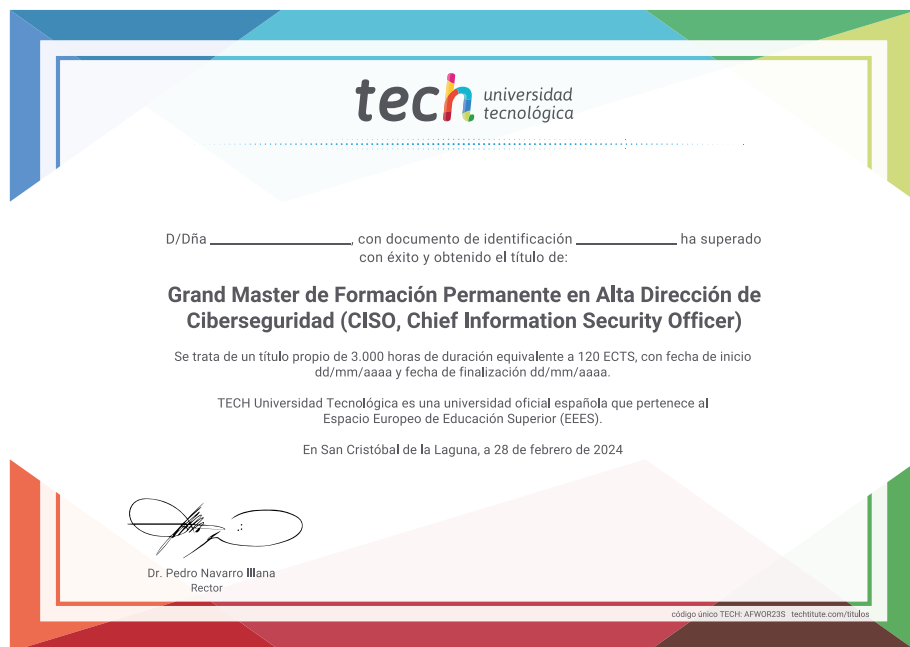 tech universidad
tecnológica
D/Dña ____________________, con documento de identificación ______________ ha superado
con éxito y obtenido el título de:
Grand Master de Formación Permanente en Alta Dirección de
Ciberseguridad (CISO, Chief Information Security Officer)
Se trata de un título propio de 3.000 horas de duración equivalente a 120 ECTS, con fecha de inicio
dd/mm/aaaa y fecha de finalización dd/mm/aaaa.
TECH Universidad Tecnológica es una universidad oficial española que pertenece al
Espacio Europeo de Educación Superior (EEES).
En San Cristóbal de la Laguna, a 28 de febrero de 2024
Dr. Pedro Navarro Illana
Rector
código único TECH: AFWOR23S techtitute.com/titulos